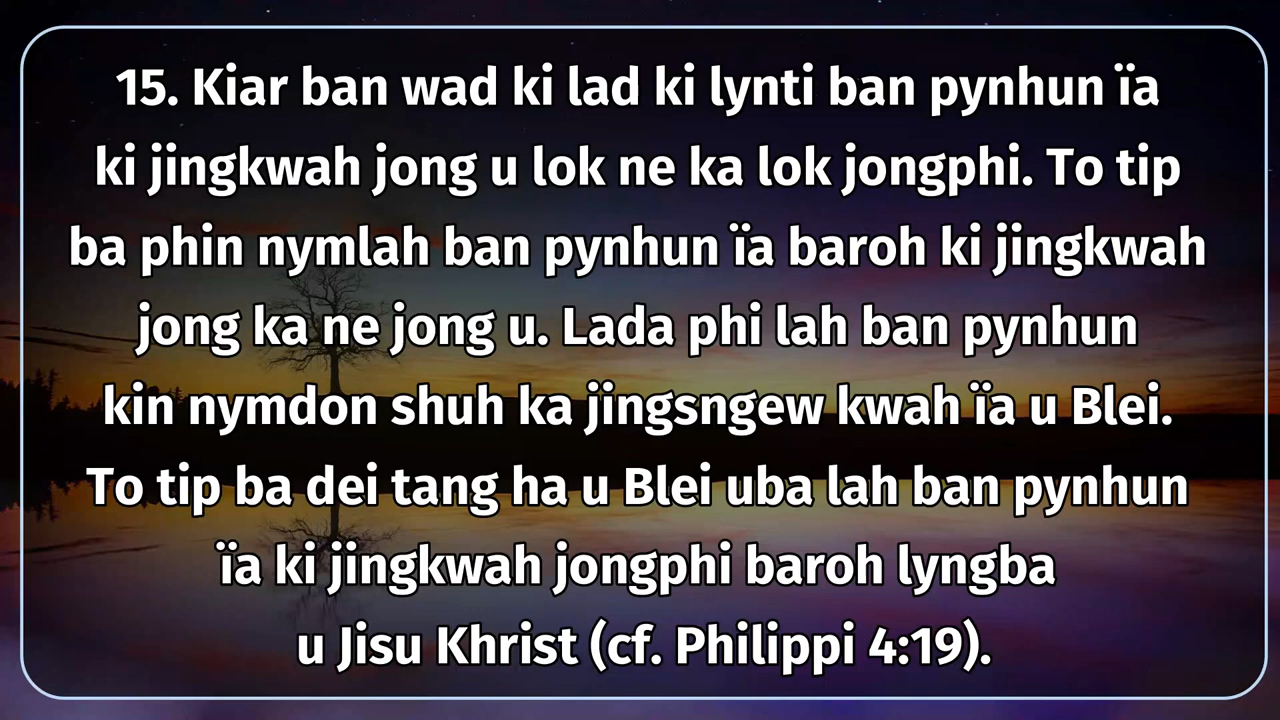 15. Kiar ban wad ki lad ki lynti ban pynhun ïa
ki jingkwah jong u lok ne ka lok jongphi. To tip
ba phin nymlah ban pynhun ïa baroh ki jingkwah
jong ka ne jong u. Lada phi lah ban pynhun
kin nymdon shuh ka jingsngew kwah ïa u Blei.
To tip ba dei tang ha u Blei uba lah ban pynhun
ïa ki jingkwah jongphi baroh lyngba
u Jisu Khrist (cf. Philippi 4:19).